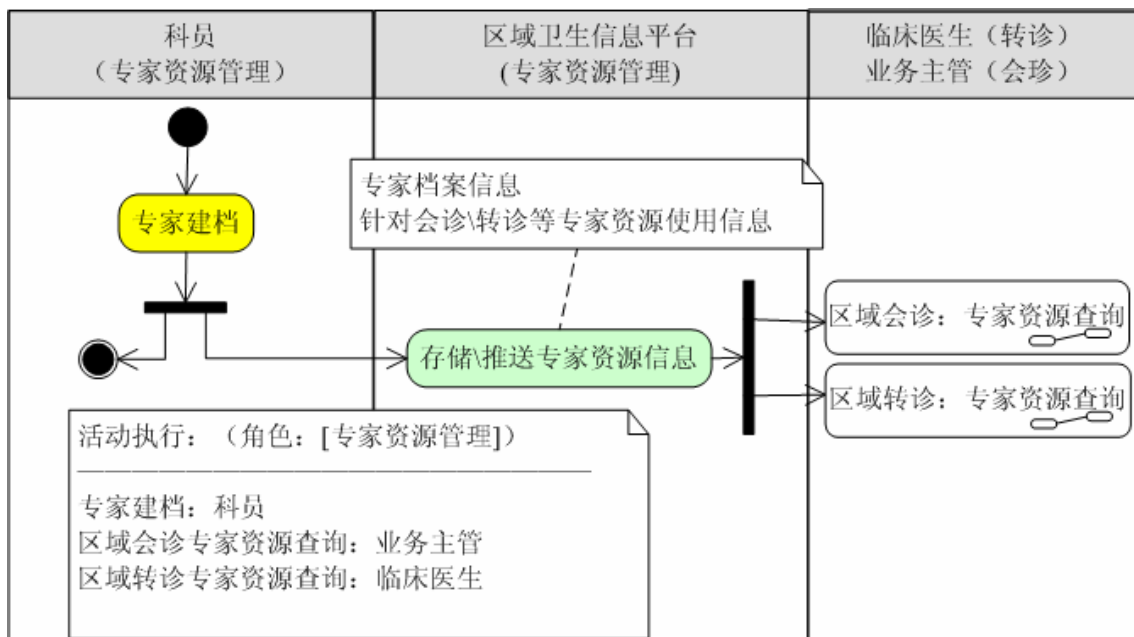 科员
（专家资源管理）
区域卫生信息平台
(专家资源管理)
临床医生（转诊）
业务主管（会珍）
专家建档
专家档案信息
针对会诊\转诊等专家资源使用信息
存储\推送专家资源信息
区域会诊：专家资源查询
区域转诊：专家资源查询
活动执行：（角色：[专家资源管理]）
专家建档：科员
区域会诊专家资源查询：业务主管
区域转诊专家资源查询：临床医生